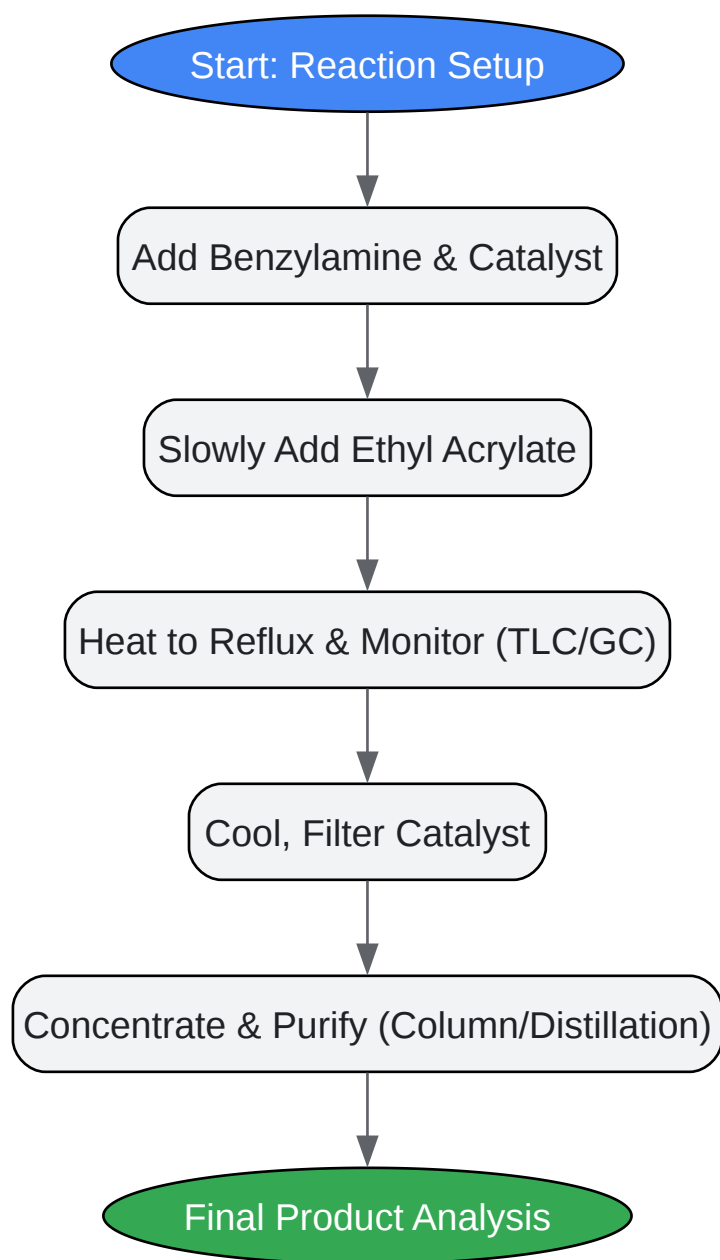 Start: Reaction Setup
Add Benzylamine & Catalyst
Slowly Add Ethyl Acrylate
Heat to Reflux & Monitor (TLC/GC)
Cool, Filter Catalyst
Concentrate & Purify (Column/Distillation)
Final Product Analysis